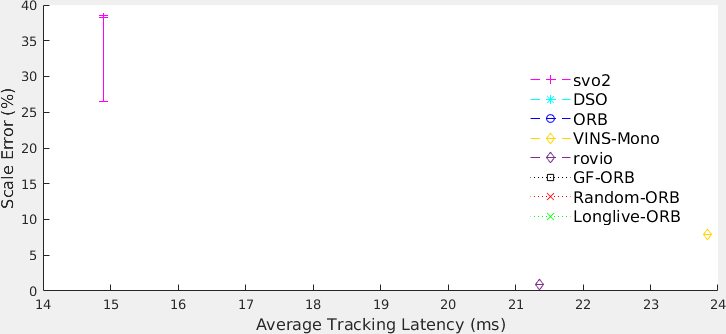 40
35
30
25
20
15
10
5
0
Scale Error (%)
svo2
DSO
ORB
VINS-Mono
rovio
GF-ORB
Random-ORB
Longlive-ORB
14 15 16 17 18 19 20 21 22 23 24
Average Tracking Latency (ms)